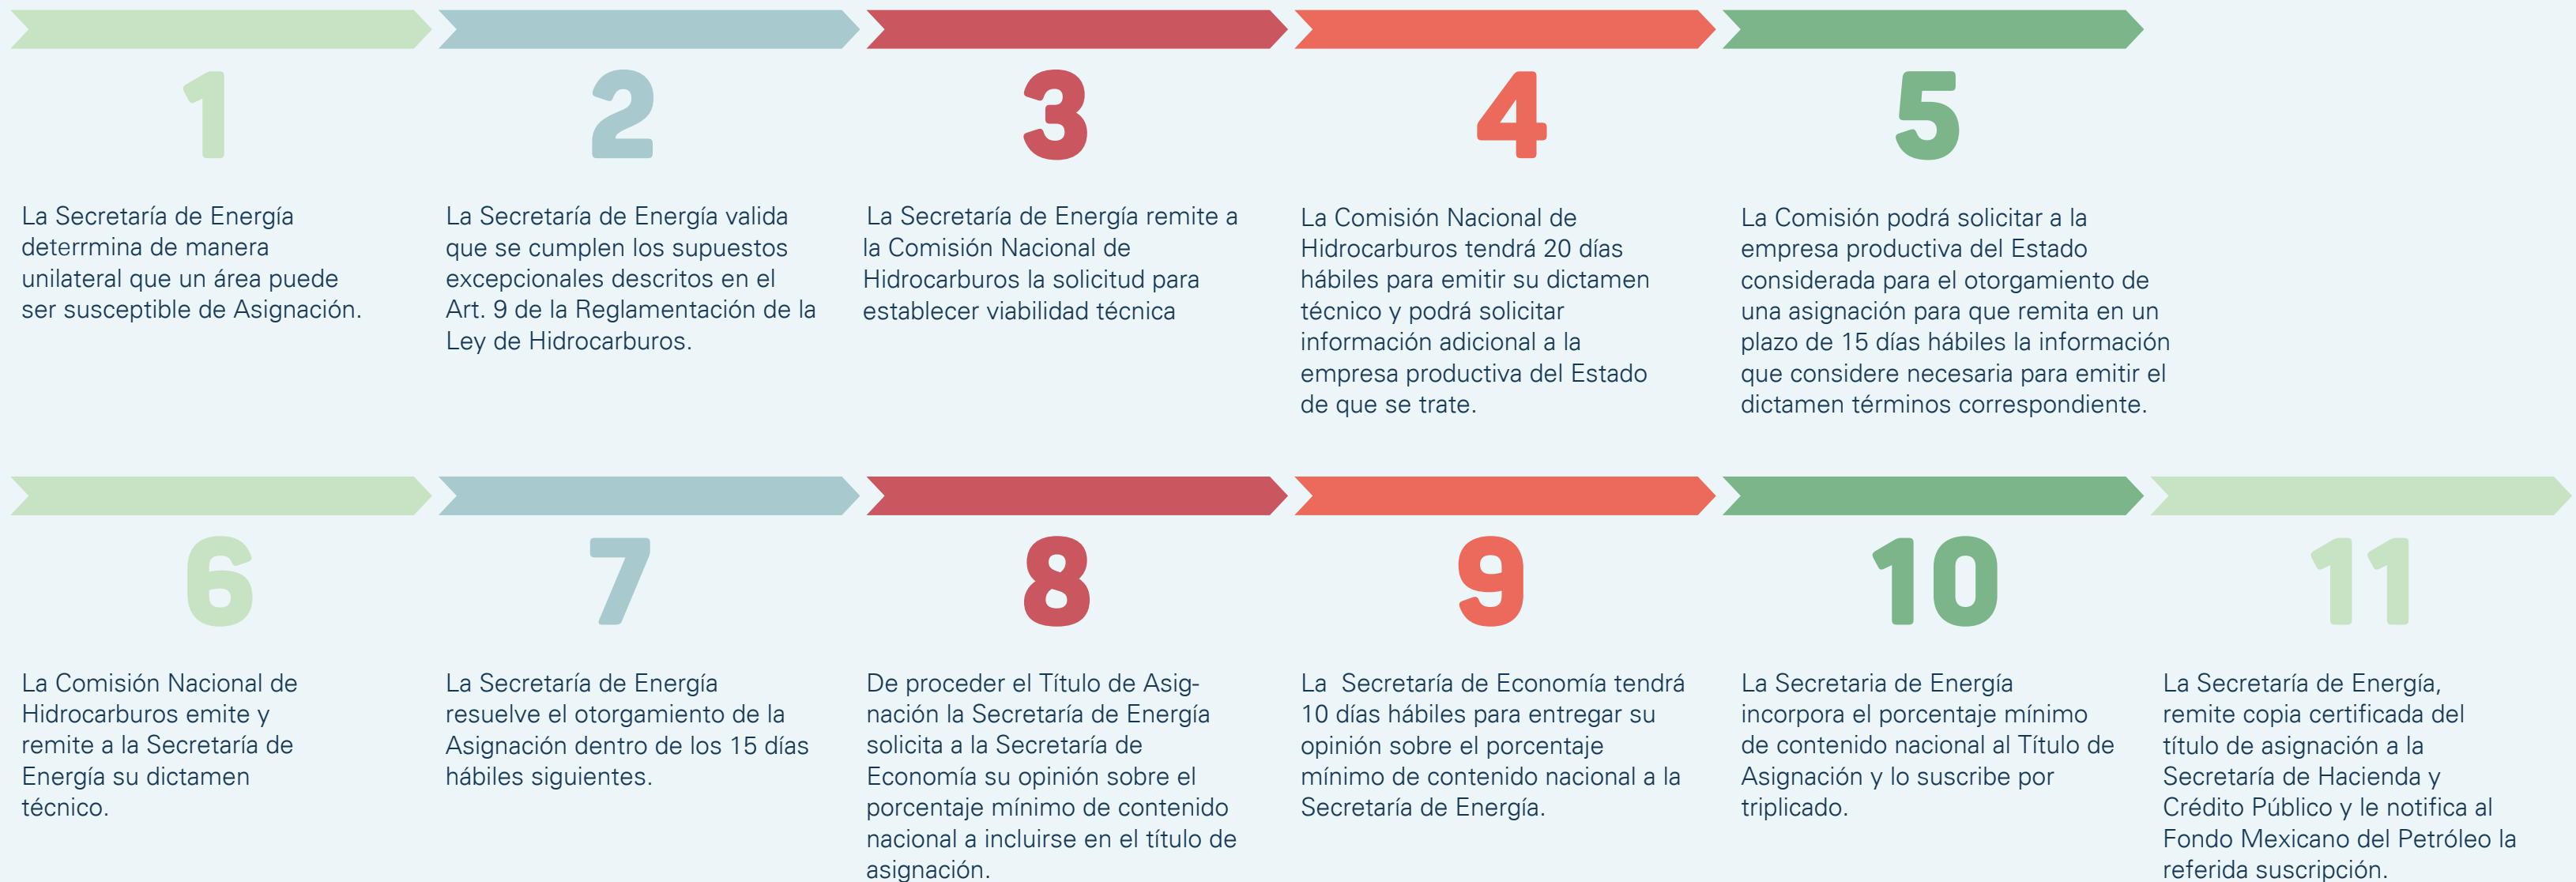 1
La Secretaría de Energía
deterrmina de manera
unilateral que un área puede
ser susceptible de Asignación.
2
La Secretaría de Energía valida
que se cumplen los supuestos
excepcionales descritos en el
Art. 9 de la Reglamentación de la
Ley de Hidrocarburos.
3
La Secretaría de Energía remite a
la Comisión Nacional de
Hidrocarburos la solicitud para
establecer viabilidad técnica
4
La Comisión Nacional de
Hidrocarburos tendrá 20 días
hábiles para emitir su dictamen
técnico y podrá solicitar
información adicional a la
empresa productiva del Estado
de que se trate.
5
La Comisión podrá solicitar a la
empresa productiva del Estado
considerada para el otorgamiento de
una asignación para que remita en un
plazo de 15 días hábiles la información
que considere necesaria para emitir el
dictamen términos correspondiente.
6
La Comisión Nacional de
Hidrocarburos emite y
remite a la Secretaría de
Energía su dictamen
técnico.
7
La Secretaría de Energía
resuelve el otorgamiento de la
Asignación dentro de los 15 días
hábiles siguientes.
8
De proceder el Título de Asig-
nación la Secretaría de Energía
solicita a la Secretaría de
Economía su opinión sobre el
porcentaje mínimo de contenido
nacional a incluirse en el título de
asignación.
9
La  Secretaría de Economía tendrá
10 días hábiles para entregar su
opinión sobre el porcentaje
mínimo de contenido nacional a la
Secretaría de Energía.
10
La Secretaria de Energía
incorpora el porcentaje mínimo
de contenido nacional al Título de
Asignación y lo suscribe por
triplicado.
11
La Secretaría de Energía,
remite copia certificada del
título de asignación a la
Secretaría de Hacienda y
Crédito Público y le notifica al
Fondo Mexicano del Petróleo la
referida suscripción.